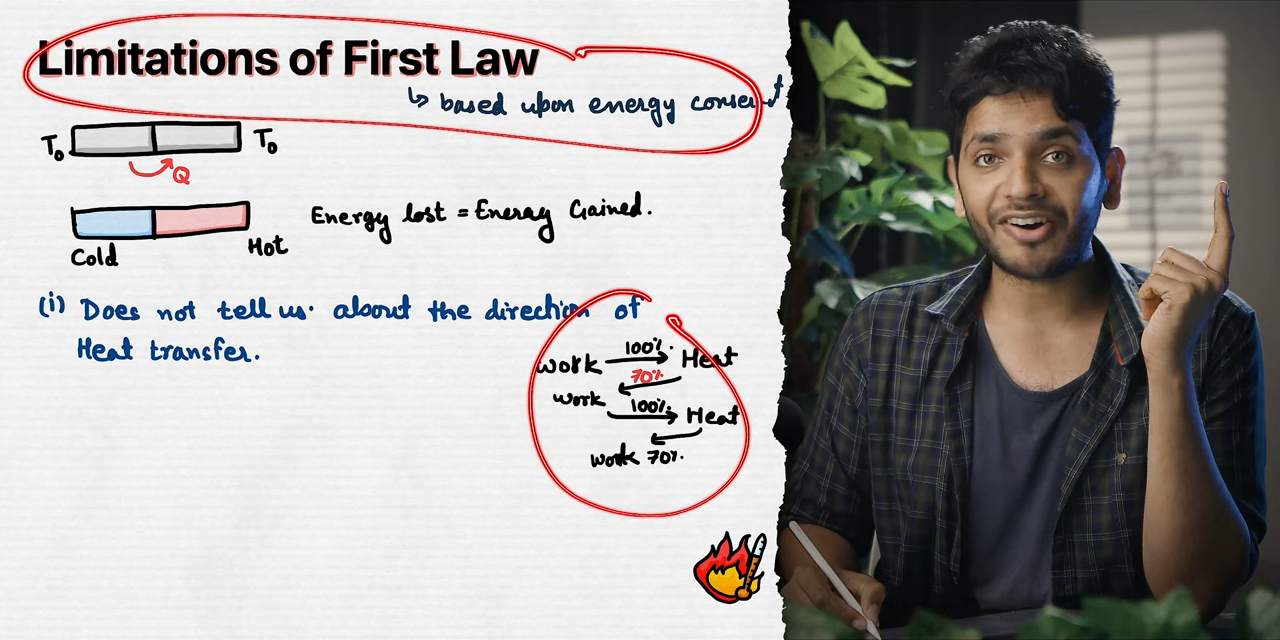 Limitations of First Law
↳ based upon energy conser
T₀ T₀
Q
Energy lost = Energy Gained.
Cold Hot
(i) Does not tell us about the direction of
Heat transfer.
Work 100% Heat
70%
Work 100% Heat
Work 70%